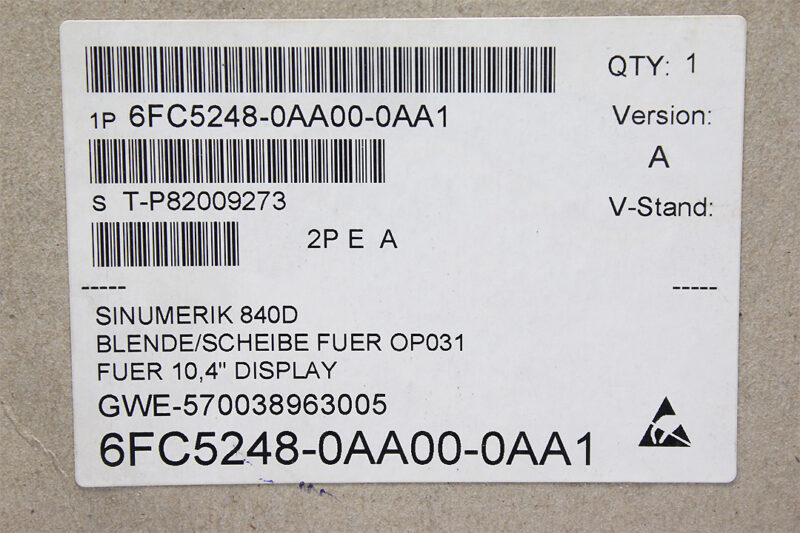 QTY: 1
1P 6FC5248-0AA00-0AA1
Version:
A
S T-P82009273
V-Stand:
2P E A
-----
-----
SINUMERIK 840D
BLENDE/SCHEIBE FUER OP031
FUER 10,4" DISPLAY
GWE-570038963005
6FC5248-0AA00-0AA1